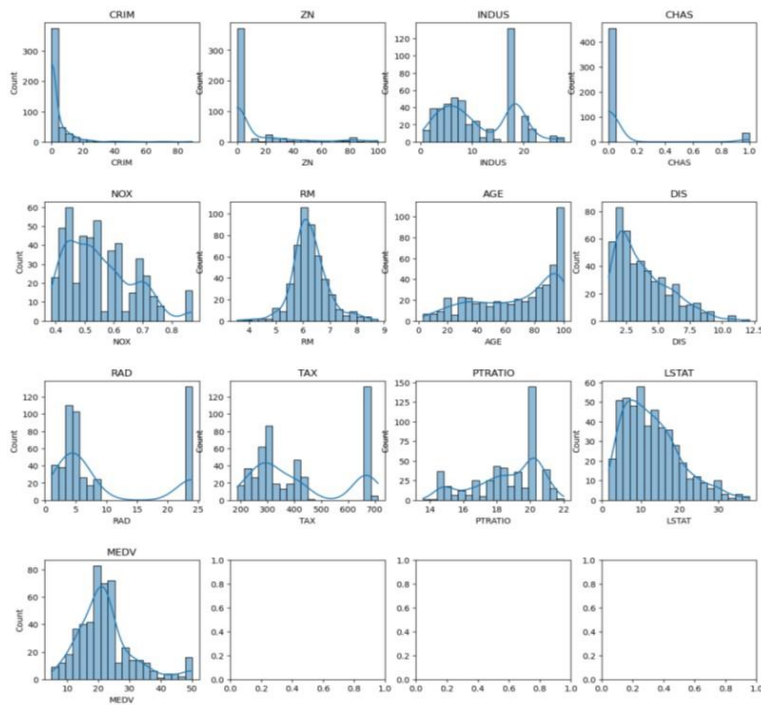 CRIM ZN INDUS CHAS
Count 300 200 100 0
0 20 40 60 80
CRIM
Count 300 200 100 0
0 20 40 60 80 100
ZN
Count 120 100 80 60 40 20 0
0 10 20
INDUS
Count 400 300 200 100 0
0.0 0.2 0.4 0.6 0.8 1.0
CHAS
NOX RM AGE DIS
Count 60 50 40 30 20 10 0
0.4 0.5 0.6 0.7 0.8
NOX
Count 100 80 60 40 20 0
4 5 6 7 8 9
RM
Count 100 80 60 40 20 0
0 20 40 60 80 100
AGE
Count 80 60 40 20 0
2.5 5.0 7.5 10.0 12.5
DIS
RAD TAX PTRATIO LSTAT
Count 120 100 80 60 40 20 0
0 5 10 15 20 25
RAD
Count 120 100 80 60 40 20 0
200 300 400 500 600 700
TAX
Count 150 125 100 75 50 25 0
14 15 16 17 18 19 20 21 22
PTRATIO
Count 60 50 40 30 20 10 0
0 10 20 30
LSTAT
MEDV
Count 80 60 40 20 0
10 20 30 40 50
MEDV
1.0 0.8 0.6 0.4 0.2 0.0
0.0 0.2 0.4 0.6 0.8 1.0
1.0 0.8 0.6 0.4 0.2 0.0
0.0 0.2 0.4 0.6 0.8 1.0
1.0 0.8 0.6 0.4 0.2 0.0
0.0 0.2 0.4 0.6 0.8 1.0